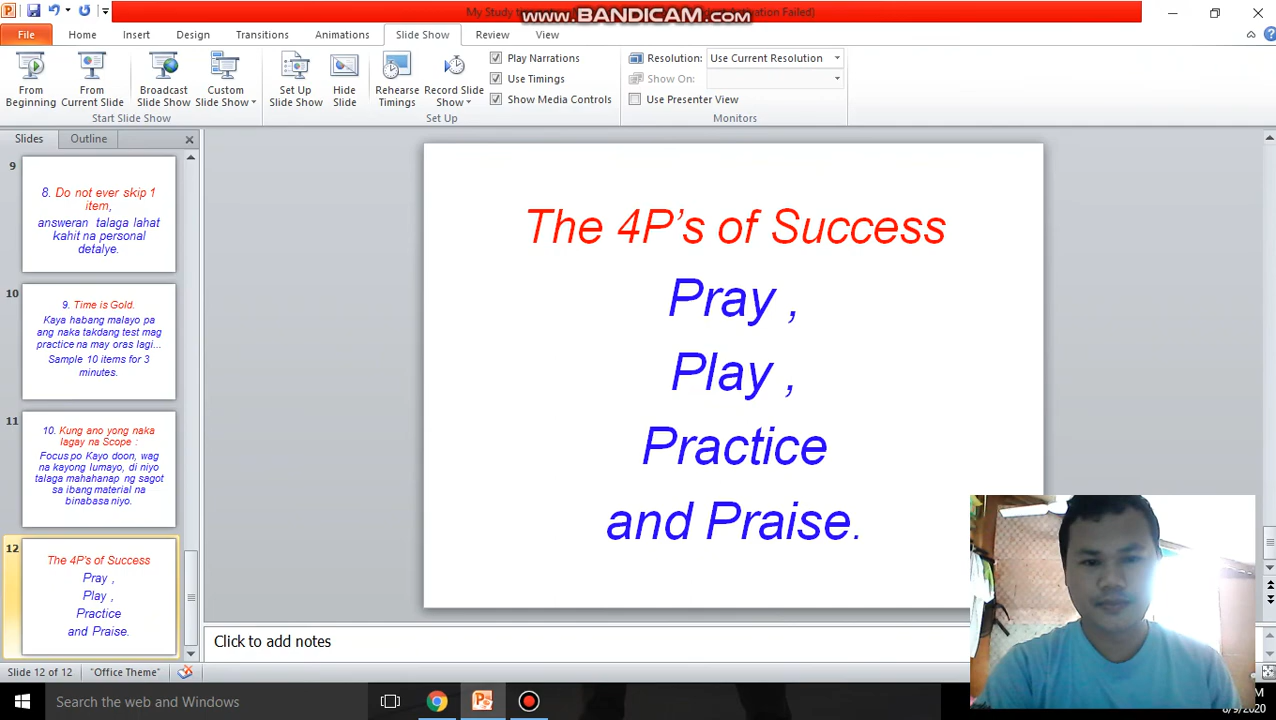 My Study
www.BANDICAM.com
Activation Failed)
File
Home
Insert
Design
Transitions
Animations
Slide Show
Review
View
From Beginning
From Current Slide
Broadcast Slide Show
Custom Slide Show
Start Slide Show
Set Up Slide Show
Hide Slide
Rehearse Timings
Record Slide Show
Play Narrations
Use Timings
Show Media Controls
Set Up
Resolution: Use Current Resolution
Show On:
Use Presenter View
Monitors
Slides
Outline
9
8. Do not ever skip 1
item,
answeran talaga lahat
kahit na personal
detalye.
10
9. Time is Gold.
Kaya habang malayo pa
ang naka takdang test mag
practice na may oras lagi...
Sample 10 items for 3
minutes.
11
10. Kung ano yong naka
lagay na Scope :
Focus po Kayo doon, wag
na kayong lumayo, di niyo
talaga mahahanap ng sagot
sa ibang material na
binabasa niyo.
12
The 4P's of Success
Pray ,
Play ,
Practice
and Praise.
The 4P's of Success
Pray ,
Play ,
Practice
and Praise.
Click to add notes
Slide 12 of 12
"Office Theme"
Search the web and Windows
8/9/2020